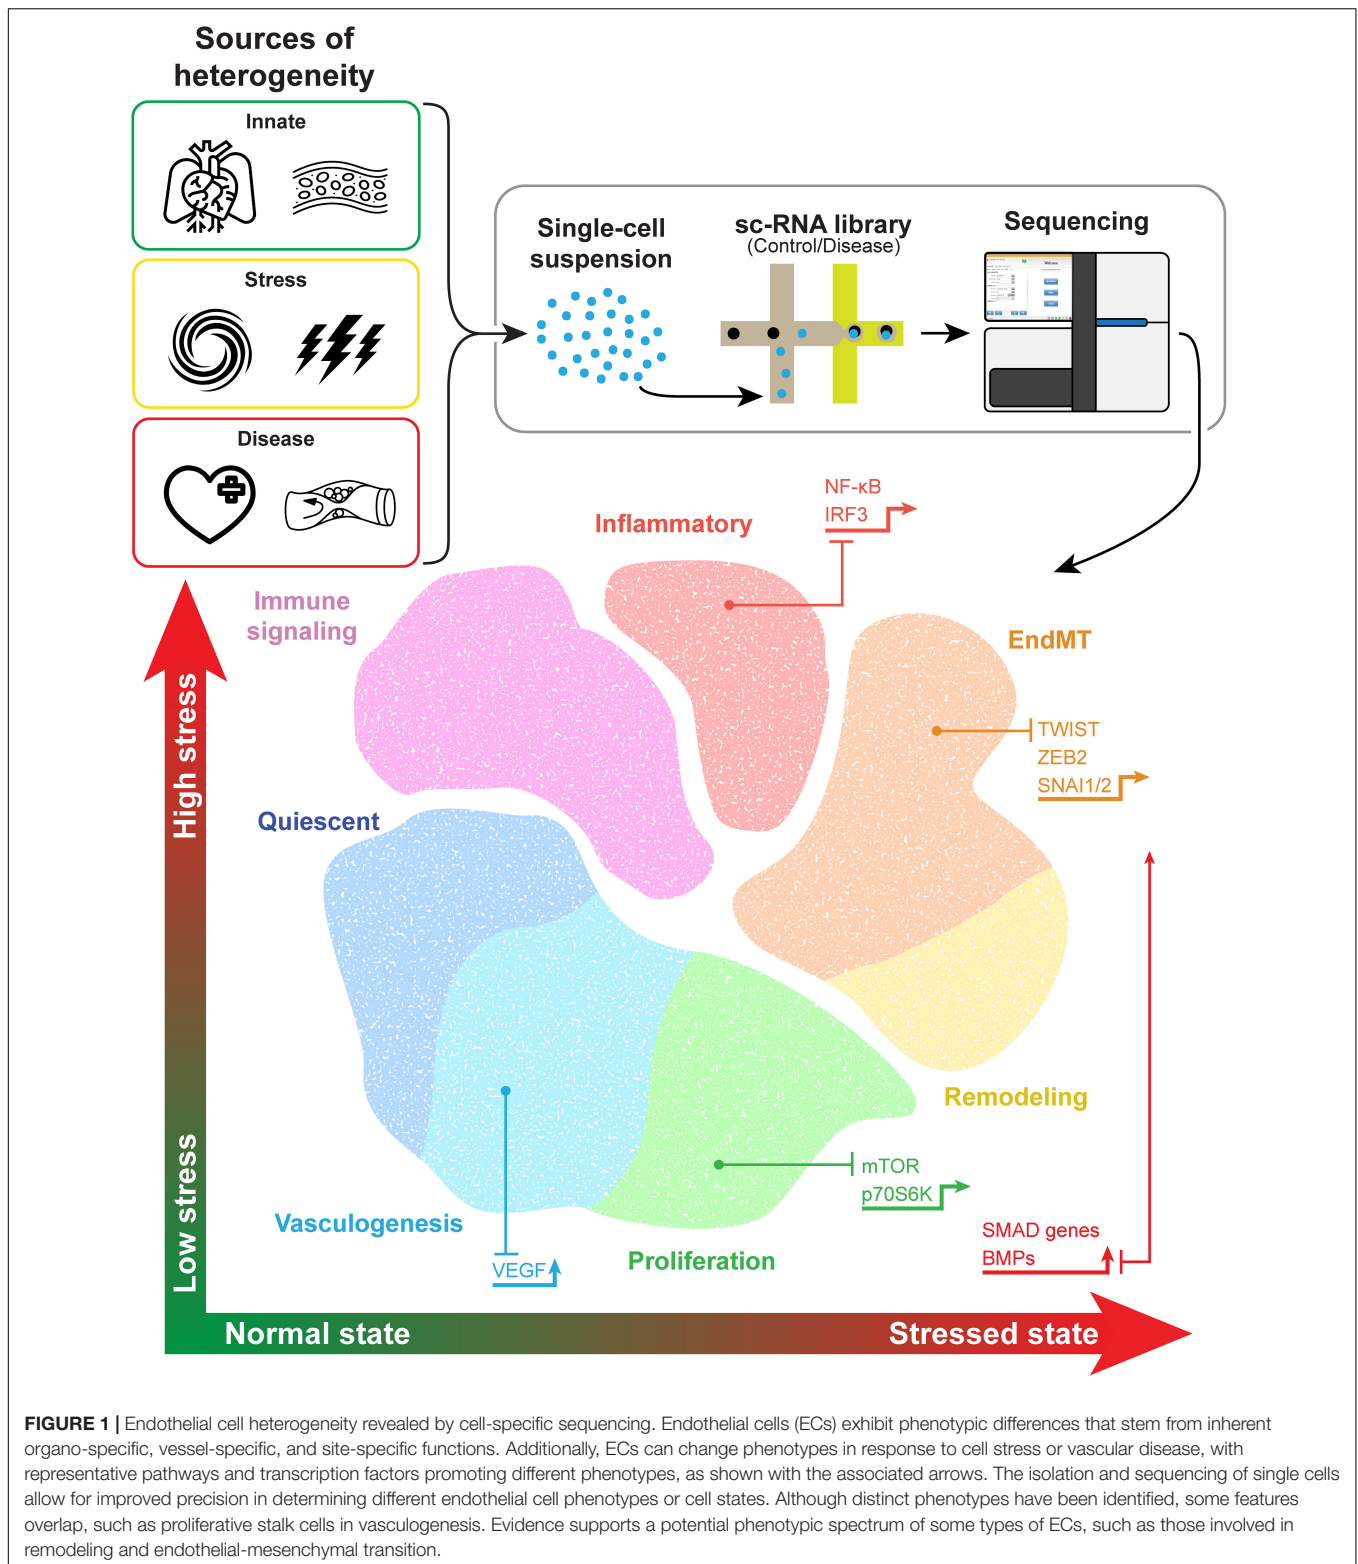 Sources of
heterogeneity
Innate
Stress
Disease
Single-cell
suspension
sc-RNA library
(Control/Disease)
Sequencing
Welcome
NF-κB
IRF3
Inflammatory
Immune
signaling
EndMT
TWIST
ZEB2
SNAI1/2
High stress
Quiescent
Remodeling
mTOR
p70S6K
Low stress
Vasculogenesis
VEGF
Proliferation
SMAD genes
BMPs
Normal state
Stressed state
FIGURE 1 | Endothelial cell heterogeneity revealed by cell-specific sequencing. Endothelial cells (ECs) exhibit phenotypic differences that stem from inherent
organo-specific, vessel-specific, and site-specific functions. Additionally, ECs can change phenotypes in response to cell stress or vascular disease, with
representative pathways and transcription factors promoting different phenotypes, as shown with the associated arrows. The isolation and sequencing of single cells
allow for improved precision in determining different endothelial cell phenotypes or cell states. Although distinct phenotypes have been identified, some features
overlap, such as proliferative stalk cells in vasculogenesis. Evidence supports a potential phenotypic spectrum of some types of ECs, such as those involved in
remodeling and endothelial-mesenchymal transition.